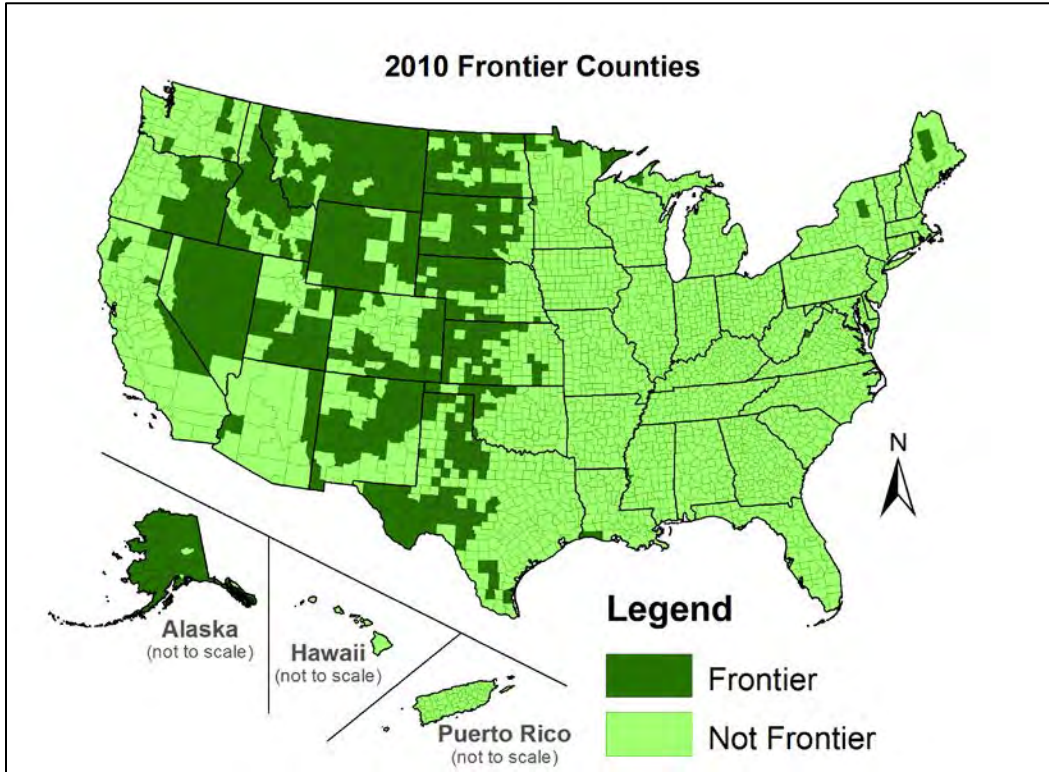 2010 Frontier Counties
N
Alaska
(not to scale)
Hawaii
(not to scale)
Puerto Rico
(not to scale)
Legend
Frontier
Not Frontier